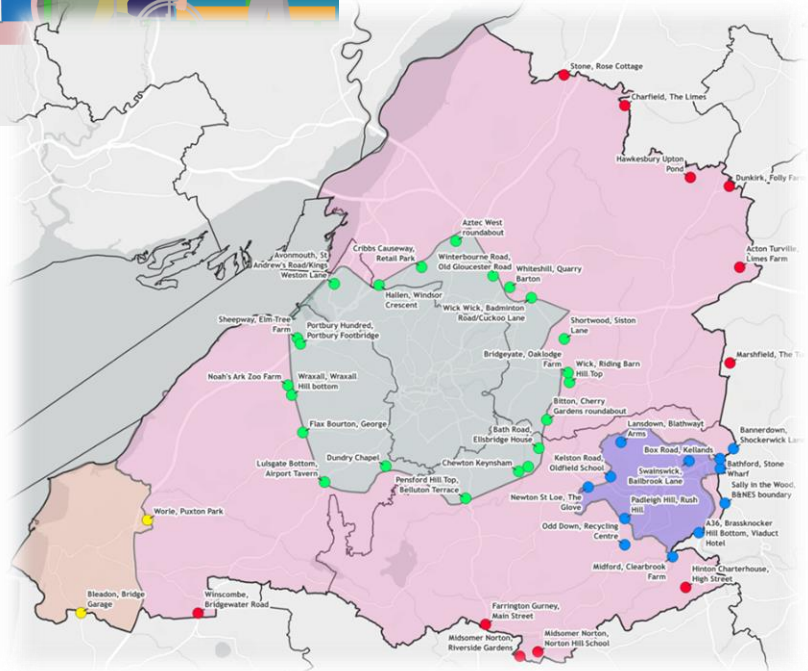 Stone, Rose Cottage
Charfield, The Limes
Hawkesbury Upton
Pond
Dunkirk, Folly Farm
Aztec West
roundabout
Cribbs Causeway,
Retail Park
Winterbourne Road,
Old Gloucester Road
Avonmouth, St
Andrew's Road/Kings
Weston Lane
Whiteshill, Quarry
Barton
Acton Turville,
Limes Farm
Hallen, Windsor
Crescent
Wick Wick, Badminton
Road/Cuckoo Lane
Sheepway, Elm-Tree
Farm
Portbury Hundred,
Portbury Footbridge
Shortwood, Siston
Lane
Bridgeyate, Oaklodge
Farm
Wick, Riding Barn
Hill Top
Marshfield, The
Noah's Ark Zoo Farm
Wraxall, Wraxall
Hill bottom
Bitton, Cherry
Gardens roundabout
Flax Bourton, George
Bath Road,
Ellsbridge House
Lansdown, Blathwayt
Arms
Bannerdown,
Shockerwick Lane
Box Road, Kellands
Dundry Chapel
Chewton Keynsham
Kelston Road,
Oldfield School
Swainswick,
Bailbrook Lane
Bathford, Stone
Wharf
Lulsgate Bottom,
Airport Tavern
Pensford Hill Top,
Belluton Terrace
Newton St Loe, The
Glove
Padleigh Hill, Rush
Hill
Sally in the Wood,
B&NES boundary
Worle, Puxton Park
Odd Down, Recycling
Centre
A36, Brassknocker
Hill Bottom, Viaduct
Hotel
Midford, Clearbrook
Farm
Hinton Charterhouse,
High Street
Bleadon, Bridge
Garage
Winscombe,
Bridgewater Road
Farrington Gurney,
Main Street
Midsomer Norton,
Riverside Gardens
Midsomer Norton,
Norton Hill School